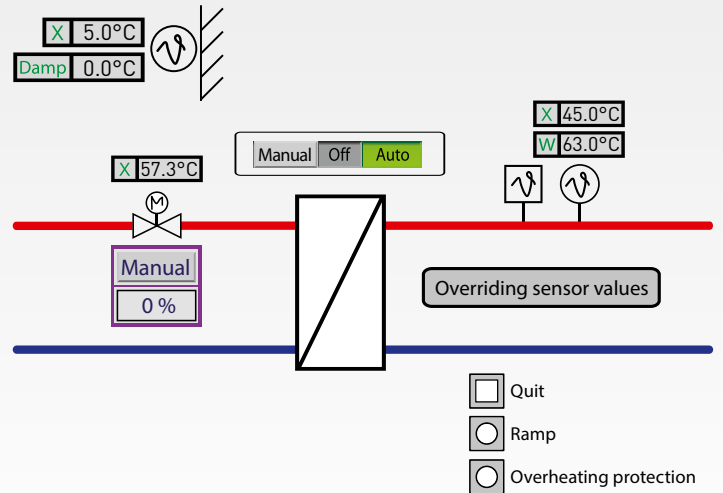 X 5.0°C
Damp 0.0°C
X 45.0°C
W 63.0°C
Manual Off Auto
X 57.3°C
M
Manual
0 %
Overriding sensor values
Quit
Ramp
Overheating protection